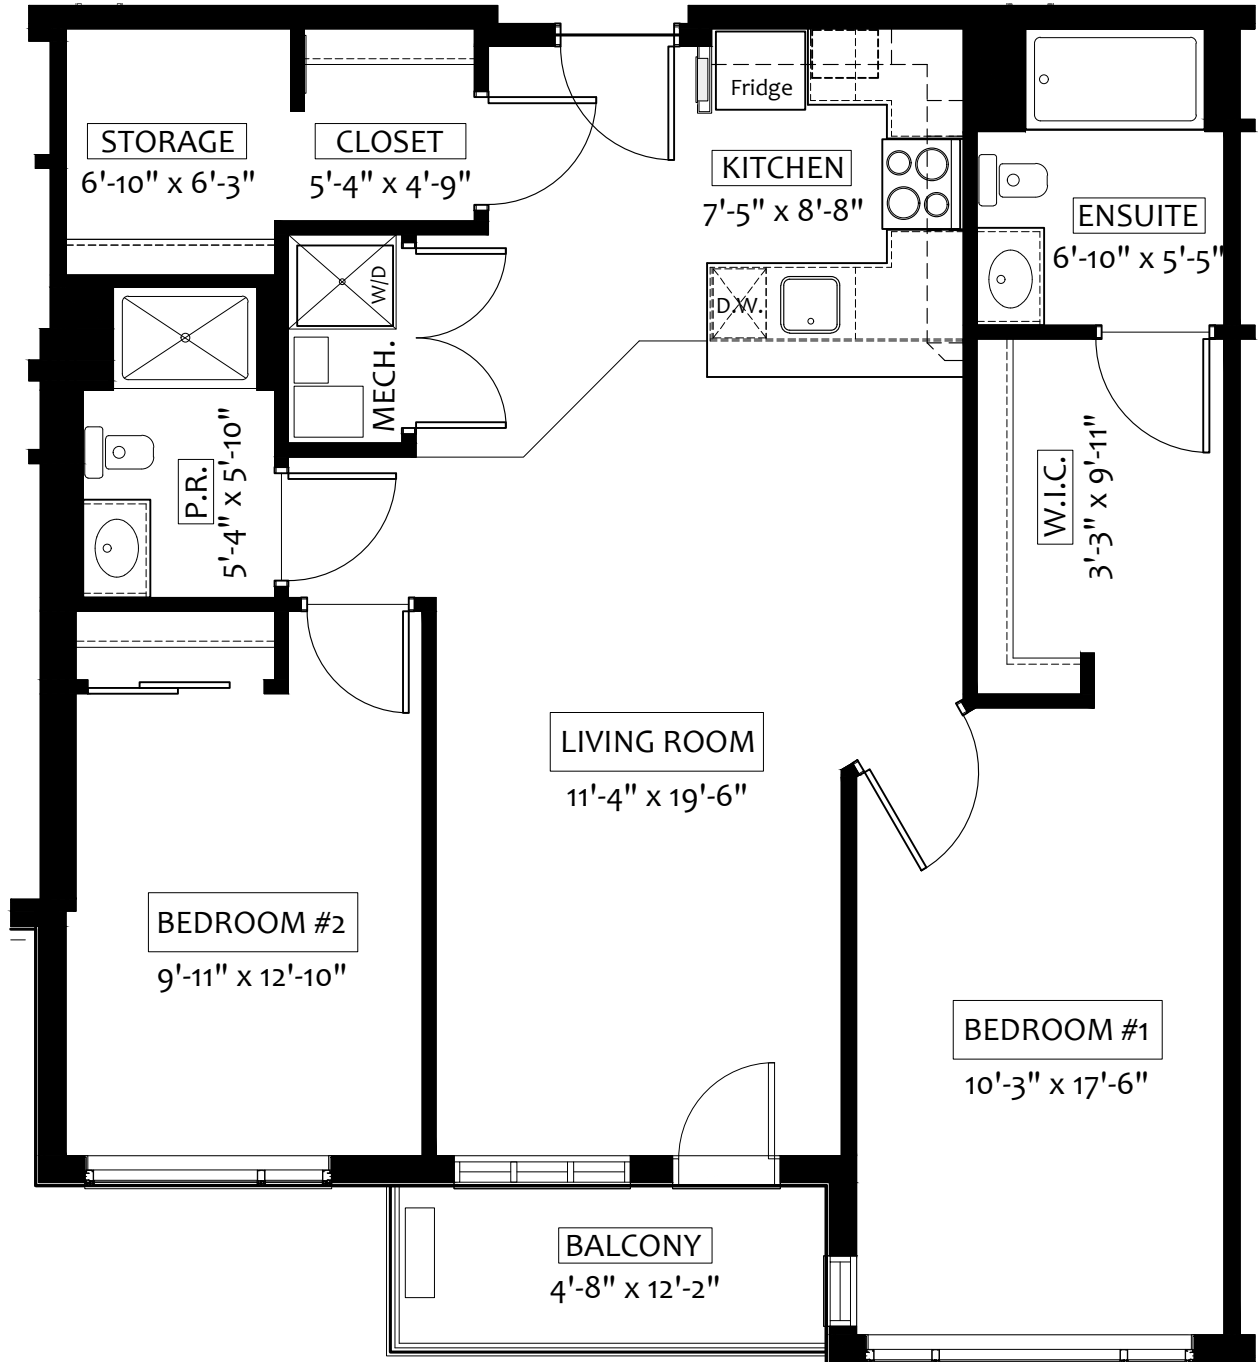 Fridge
STORAGE
6'-10" x 6'-3"
CLOSET
5'-4" x 4'-9"
KITCHEN
7'-5" x 8'-8"
ENSUITE
6'-10" x 5'-5"
W/D
D.W.
MECH.
P.R.
5'-4" x 5'-10"
W.I.C.
3'-3" x 9'-11"
LIVING ROOM
11'-4" x 19'-6"
BEDROOM #2
9'-11" x 12'-10"
BEDROOM #1
10'-3" x 17'-6"
BALCONY
4'-8" x 12'-2"